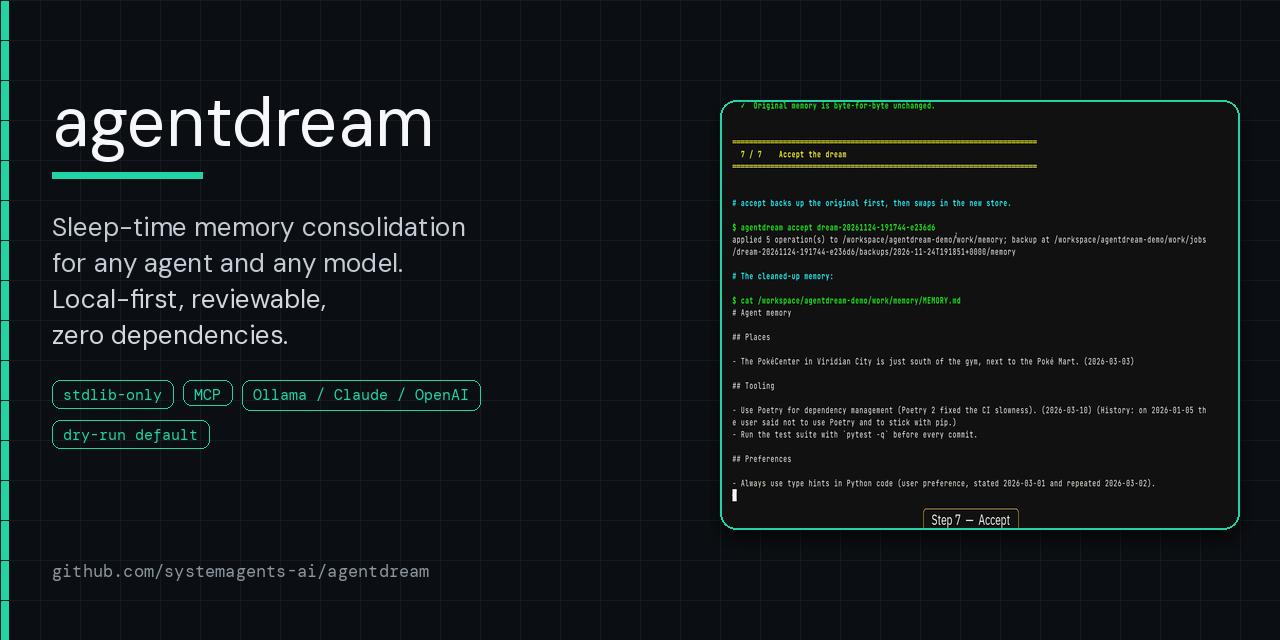 agentdream
Sleep-time memory consolidation
for any agent and any model.
Local-first, reviewable,
zero dependencies.
stdlib-only
MCP
Ollama / Claude / OpenAI
dry-run default
github.com/systemagents-ai/agentdream
✓ Original memory is byte-for-byte unchanged.
========================================================================
7 / 7    Accept the dream
========================================================================
# accept backs up the original first, then swaps in the new store.
$ agentdream accept dream-20261124-191744-e236d6
applied 5 operation(s) to /workspace/agentdream-demo/work/memory; backup at /workspace/agentdream-demo/work/jobs
/dream-20261124-191744-e236d6/backups/2026-11-24T191851+0000/memory
# The cleaned-up memory:
$ cat /workspace/agentdream-demo/work/memory/MEMORY.md
# Agent memory
## Places
- The PokéCenter in Viridian City is just south of the gym, next to the Poké Mart. (2026-03-03)
## Tooling
- Use Poetry for dependency management (Poetry 2 fixed the CI slowness). (2026-03-10) (History: on 2026-01-05 th
e user said not to use Poetry and to stick with pip.)
- Run the test suite with `pytest -q` before every commit.
## Preferences
- Always use type hints in Python code (user preference, stated 2026-03-01 and repeated 2026-03-02).
Step 7 — Accept